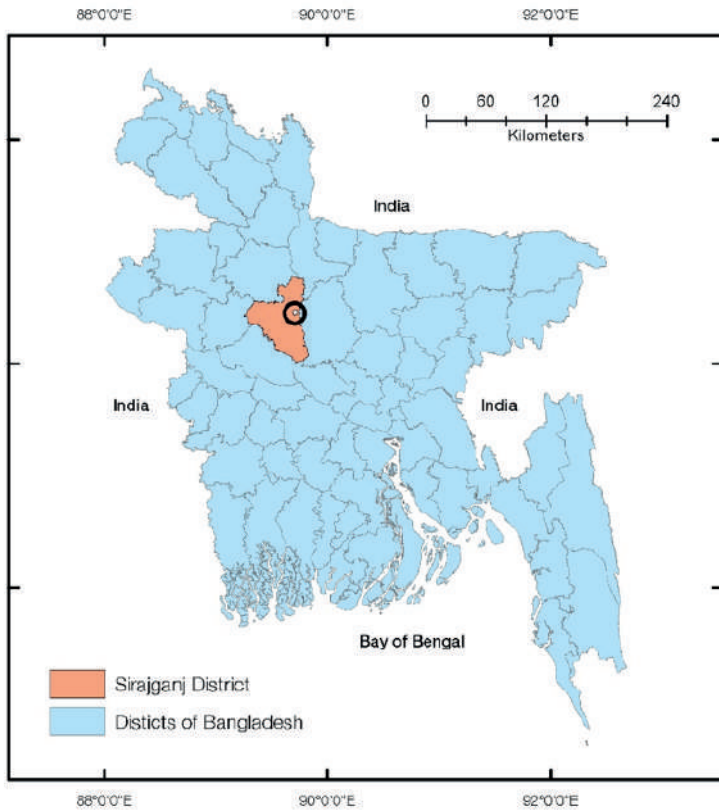 88°0'0"E 90°0'0"E 92°0'0"E
0 60 120 240
Kilometers
India
India
India
Bay of Bengal
Sirajganj District
Disticts of Bangladesh
88°0'0"E 90°0'0"E 92°0'0"E